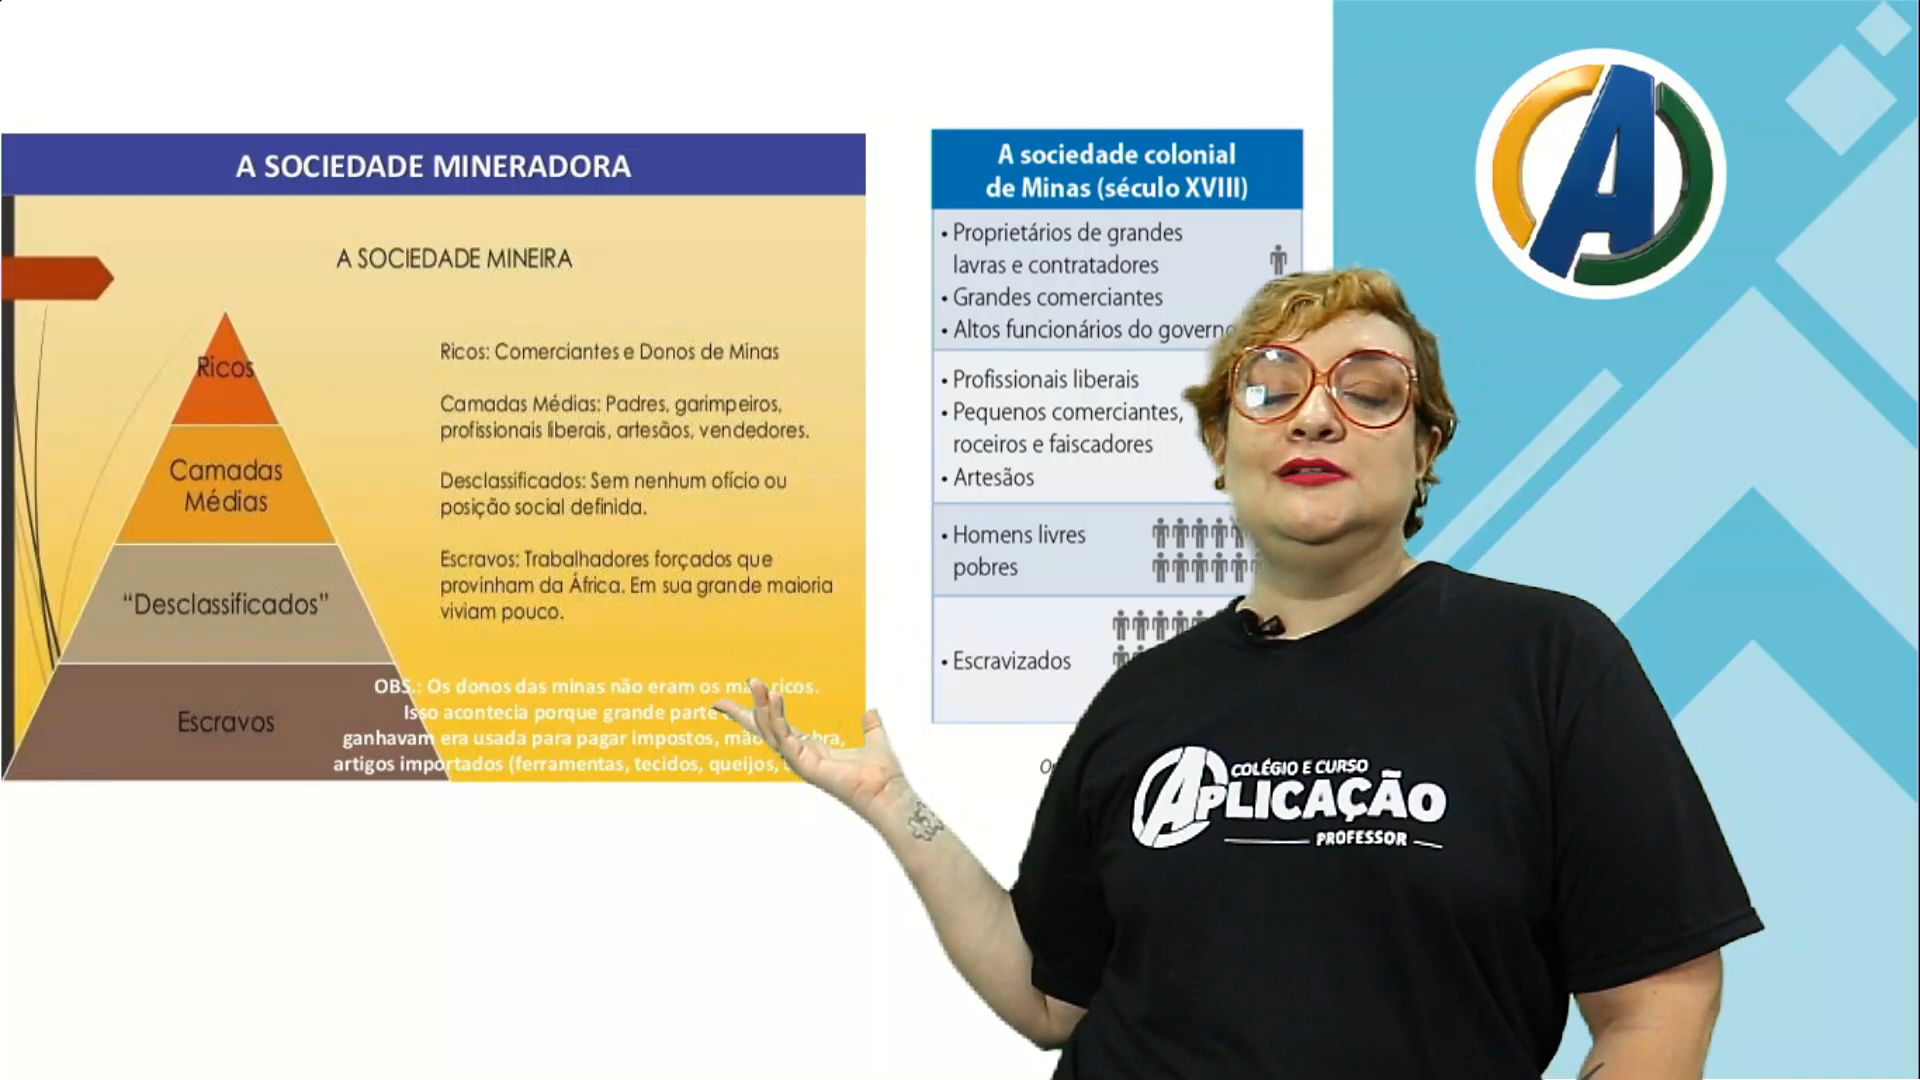 A SOCIEDADE MINERADORA
A SOCIEDADE MINEIRA
Ricos
Camadas
Médias
“Desclassificados”
Escravos
Ricos: Comerciantes e Donos de Minas
Camadas Médias: Padres, garimpeiros,
profissionais liberais, artesãos, vendedores.
Desclassificados: Sem nenhum ofício ou
posição social definida.
Escravos: Trabalhadores forçados que
provinham da África. Em sua grande maioria
viviam pouco.
OBS.: Os donos das minas não eram os ricos.
Isso acontecia porque grande parte
ganhavam era usada para pagar impostos,
artigos importados (ferramentas, tecidos, queijos,
A sociedade colonial
de Minas (século XVIII)
• Proprietários de grandes
lavras e contratadores
• Grandes comerciantes
• Altos funcionários do governo
• Profissionais liberais
• Pequenos comerciantes,
roceiros e faiscadores
• Artesãos
• Homens livres
pobres
• Escravizados
A
COLÉGIO E CURSO
APLICAÇÃO
PROFESSOR